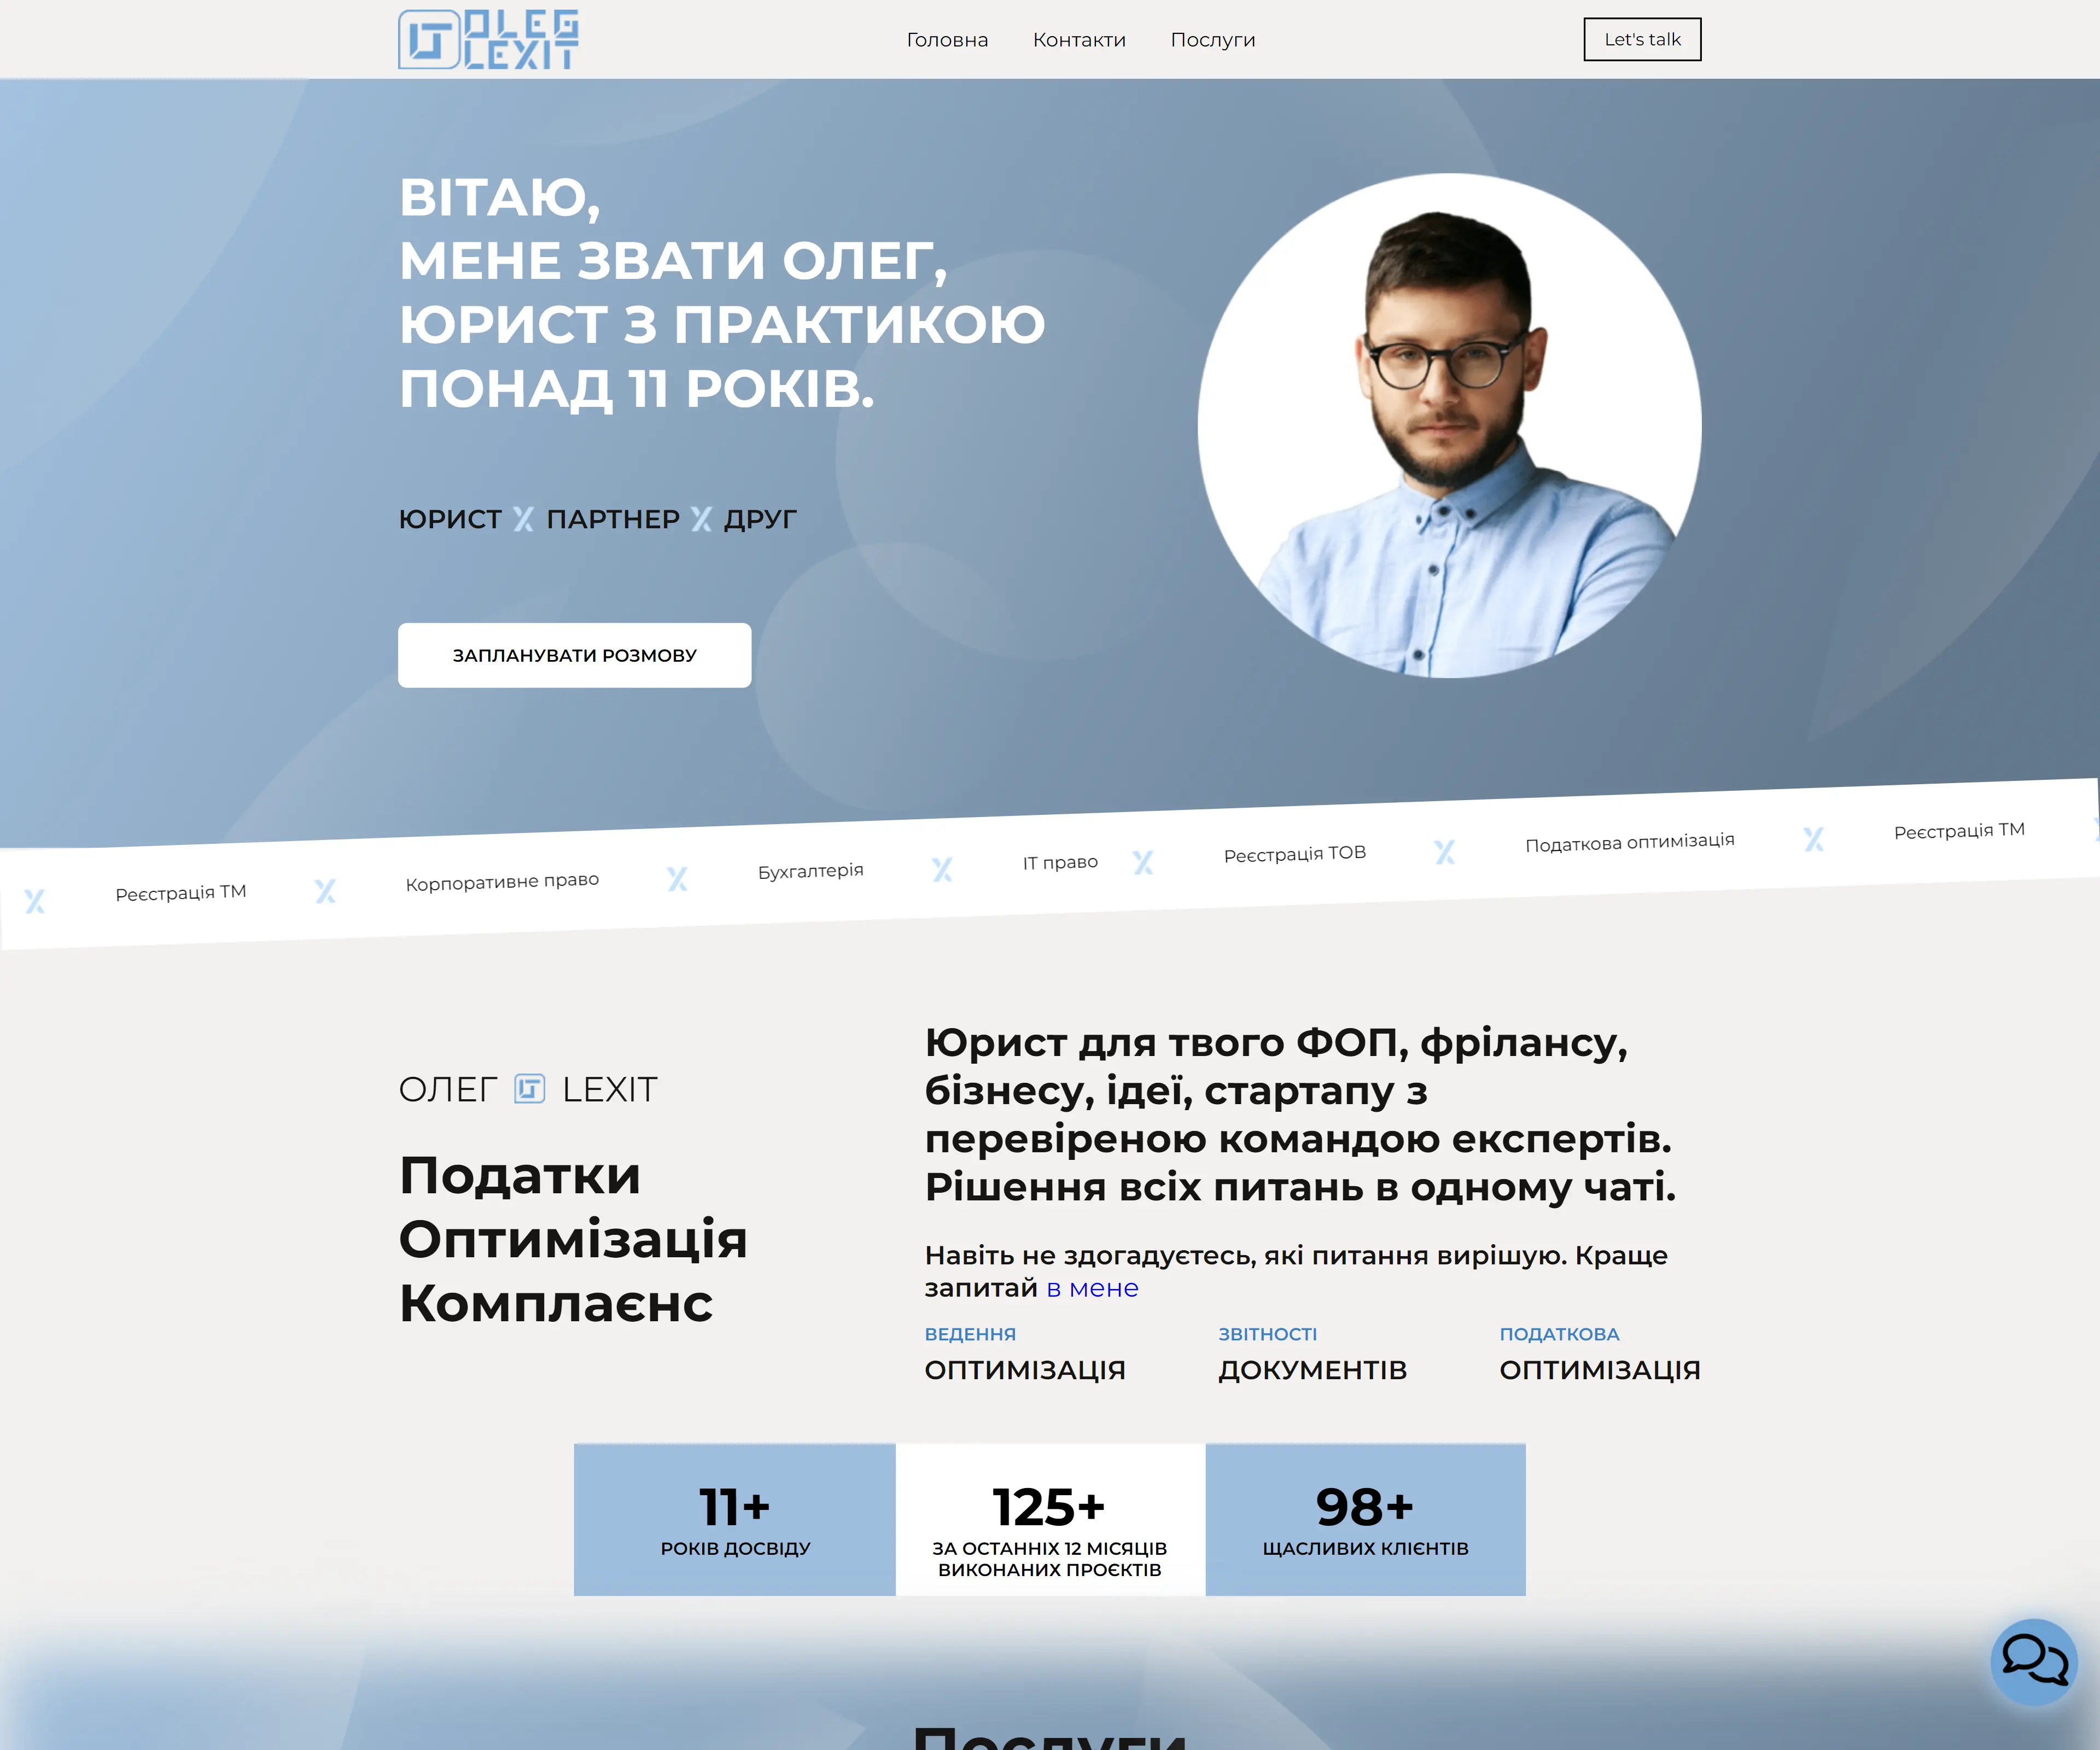 OLEG
LEXIT
Головна
Контакти
Послуги
Let's talk
ВІТАЮ,
МЕНЕ ЗВАТИ ОЛЕГ,
ЮРИСТ З ПРАКТИКОЮ
ПОНАД 11 РОКІВ.
ЮРИСТ X ПАРТНЕР X ДРУГ
ЗАПЛАНУВАТИ РОЗМОВУ
X Реєстрація ТМ X Корпоративне право X Бухгалтерія X IT право X Реєстрація ТОВ X Податкова оптимізація X Реєстрація ТМ
ОЛЕГ LEXIT
Податки
Оптимізація
Комплаєнс
Юрист для твого ФОП, фрілансу,
бізнесу, ідеї, стартапу з
перевіреною командою експертів.
Рішення всіх питань в одному чаті.
Навіть не здогадуєтесь, які питання вирішую. Краще
запитай в мене
ВЕДЕННЯ
ОПТИМІЗАЦІЯ
ЗВІТНОСТІ
ДОКУМЕНТІВ
ПОДАТКОВА
ОПТИМІЗАЦІЯ
11+
РОКІВ ДОСВІДУ
125+
ЗА ОСТАННІХ 12 МІСЯЦІВ
ВИКОНАНИХ ПРОЄКТІВ
98+
ЩАСЛИВИХ КЛІЄНТІВ
Послуги